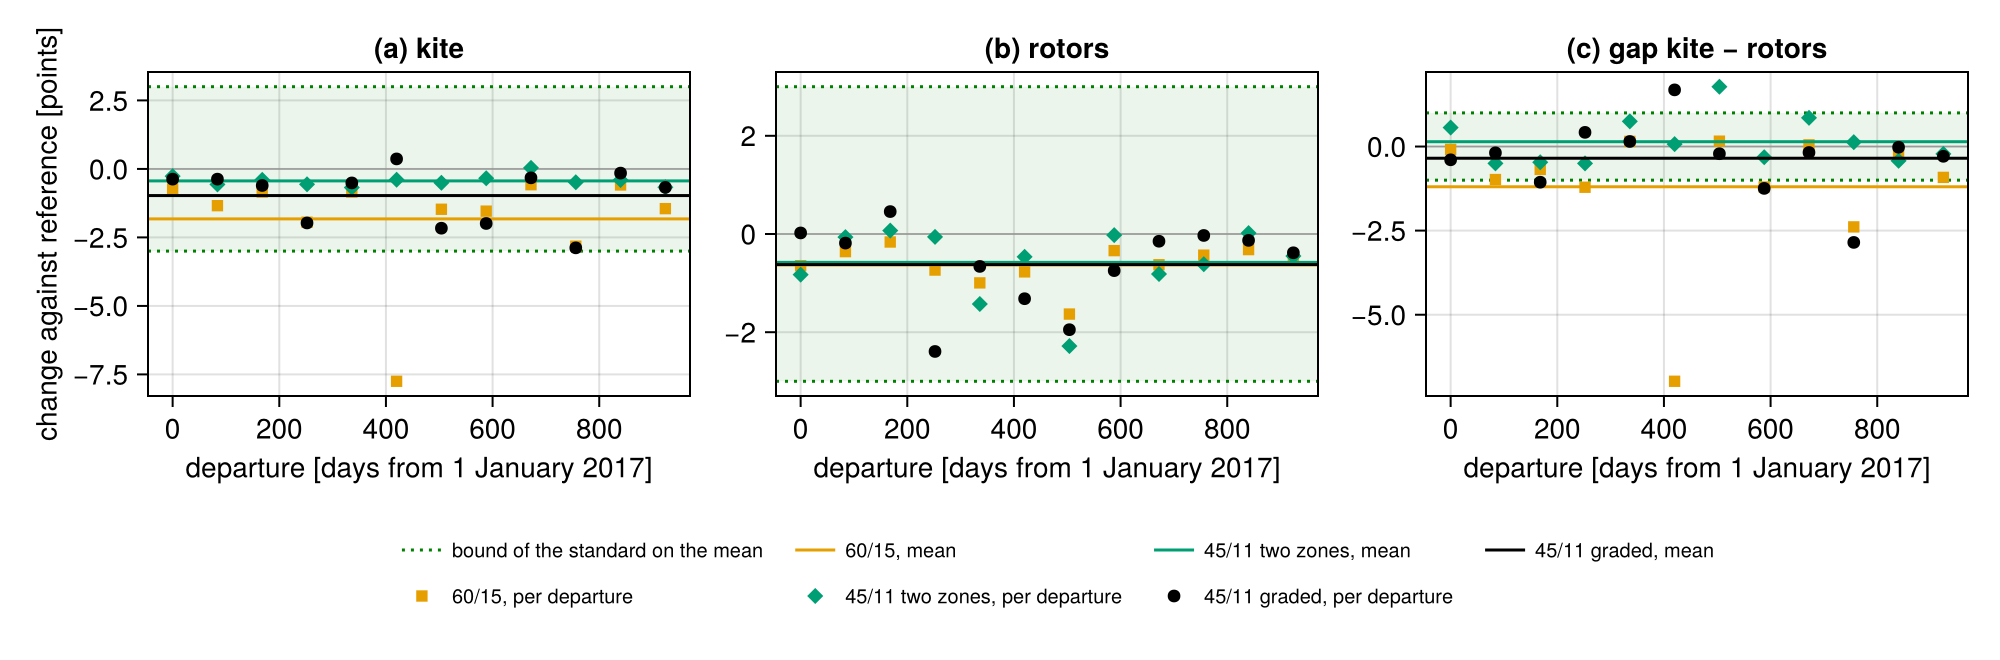 (a) kite
(b) rotors
(c) gap kite − rotors
change against reference [points]
2.5
0.0
−2.5
−5.0
−7.5
0
200
400
600
800
departure [days from 1 January 2017]
2
0
−2
0
200
400
600
800
departure [days from 1 January 2017]
0.0
−2.5
−5.0
0
200
400
600
800
departure [days from 1 January 2017]
bound of the standard on the mean
60/15, mean
45/11 two zones, mean
45/11 graded, mean
60/15, per departure
45/11 two zones, per departure
45/11 graded, per departure